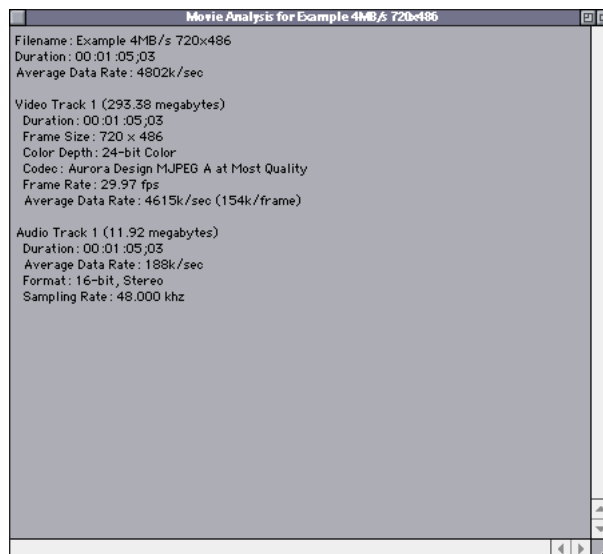 Movie Analysis for Example 4MB/s 720x486
Filename: Example 4MB/s 720x486
Duration: 00:01:05;03
Average Data Rate: 4802k/sec
Video Track 1 (293.38 megabytes)
Duration: 00:01:05;03
Frame Size: 720 × 486
Color Depth: 24-bit Color
Codec: Aurora Design MJPEG A at Most Quality
Frame Rate: 29.97 fps
Average Data Rate: 4615k/sec (154k/frame)
Audio Track 1 (11.92 megabytes)
Duration: 00:01:05;03
Average Data Rate: 188k/sec
Format: 16-bit, Stereo
Sampling Rate: 48.000 khz